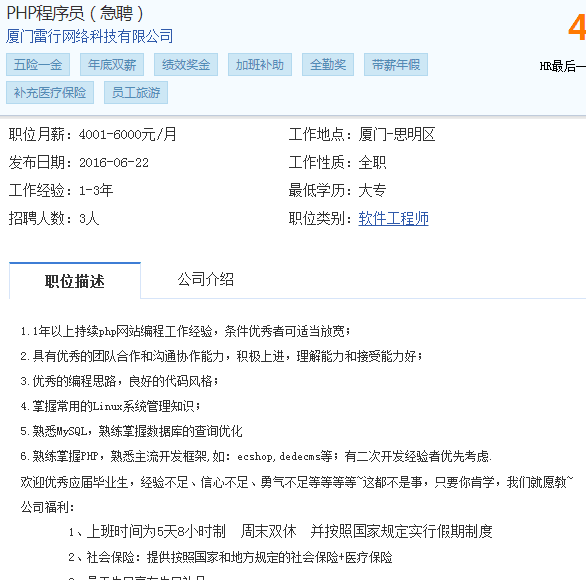 PHP程序员（急聘）
厦门雷行网络科技有限公司
五险一金 年底双薪 绩效奖金 加班补助 全勤奖 带薪年假
补充医疗保险 员工旅游
4
HR最后一
职位月薪：4001-6000元/月 工作地点：厦门-思明区
发布日期：2016-06-22 工作性质：全职
工作经验：1-3年 最低学历：大专
招聘人数：3人 职位类别：软件工程师
职位描述 公司介绍
1.1年以上持续php网站编程工作经验，条件优秀者可适当放宽；
2.具有优秀的团队合作和沟通协作能力，积极上进，理解能力和接受能力好；
3.优秀的编程思路，良好的代码风格；
4.掌握常用的Linux系统管理知识；
5.熟悉MySQL，熟练掌握数据库的查询优化
6.熟练掌握PHP，熟悉主流开发框架,如：ecshop,dedecms等；有二次开发经验者优先考虑.
欢迎优秀应届毕业生，经验不足、信心不足、勇气不足等等等等~这都不是事，只要你肯学，我们就愿教~
公司福利：
1、上班时间为5天8小时制 周末双休 并按照国家规定实行假期制度
2、社会保险：提供按照国家和地方规定的社会保险+医疗保险